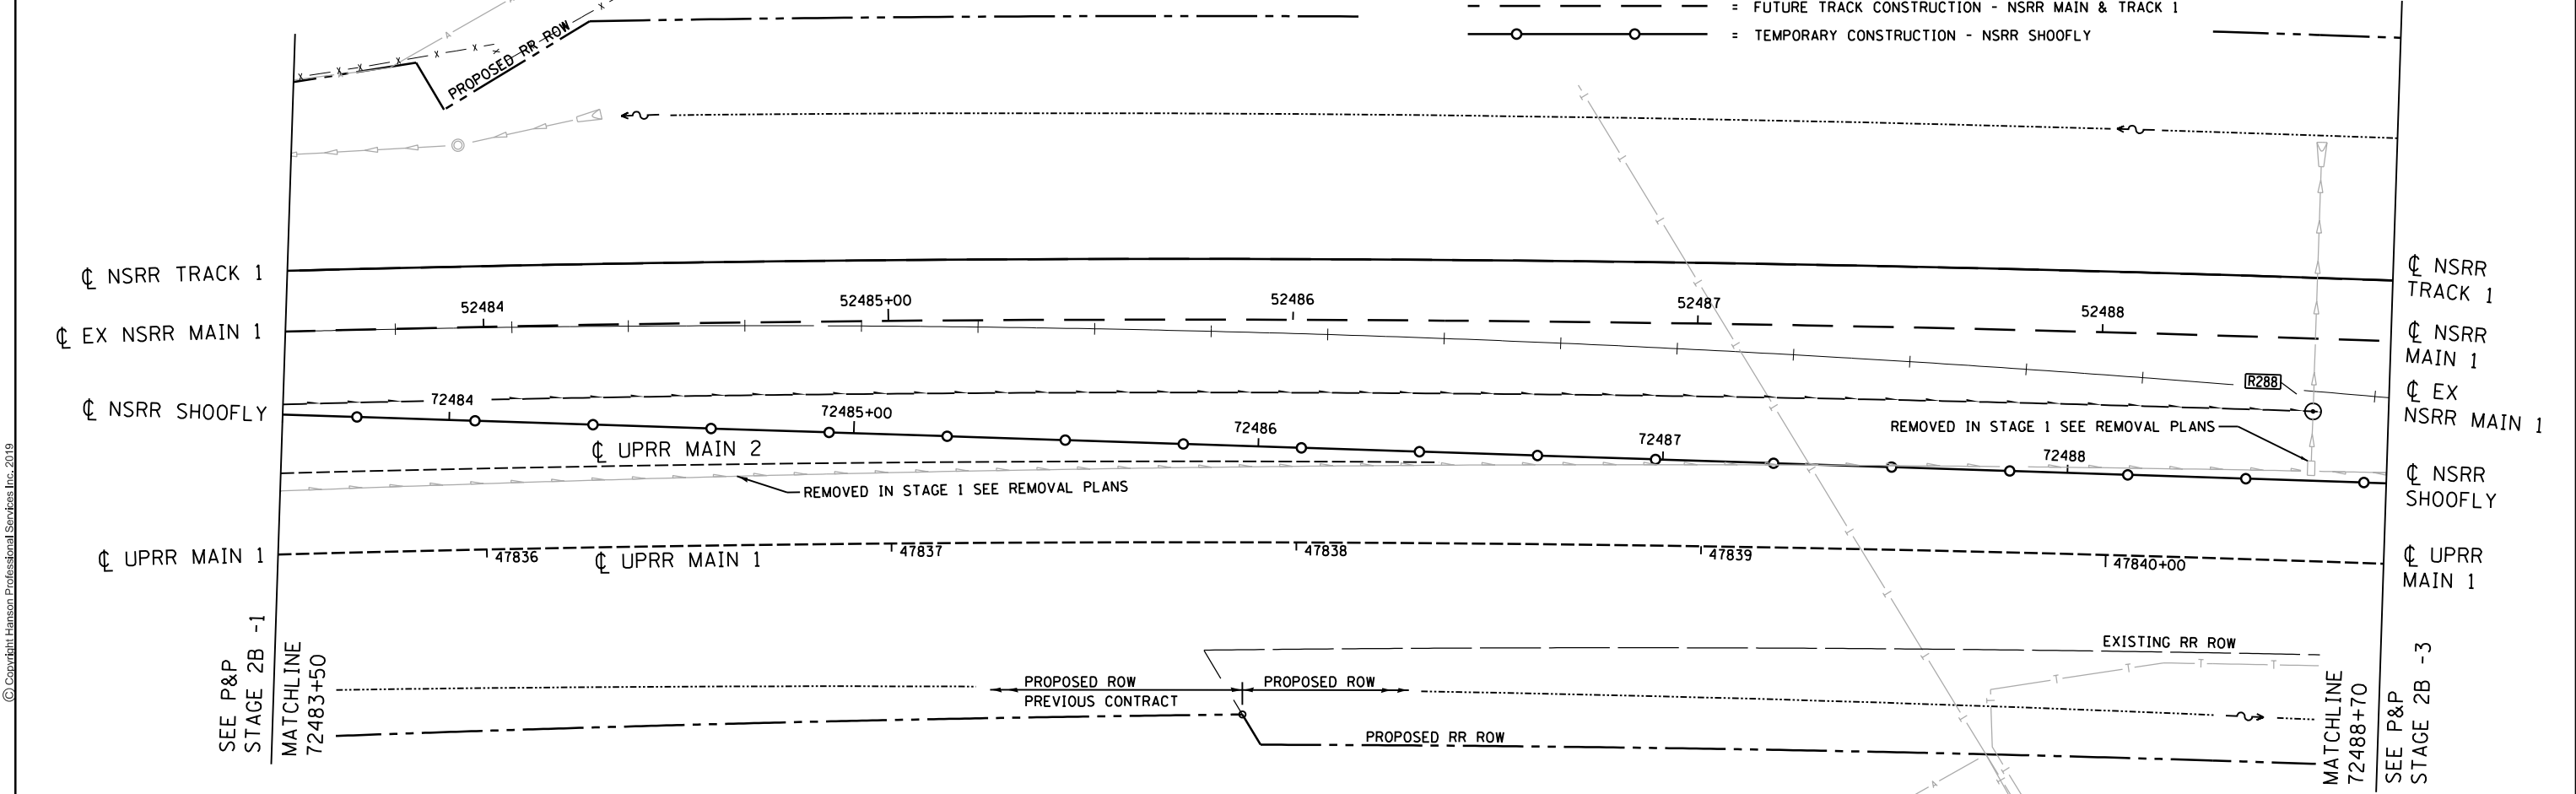 = FUTURE TRACK CONSTRUCTION - NSRR MAIN & TRACK 1
= TEMPORARY CONSTRUCTION - NSRR SHOOFLY
PROPOSED RR ROW
℄ NSRR TRACK 1
℄ NSRR
TRACK 1
52484
52485+00
52486
52487
52488
℄ EX NSRR MAIN 1
℄ NSRR
MAIN 1
R288
℄ EX
NSRR MAIN 1
℄ NSRR SHOOFLY
72484
72485+00
72486
72487
72488
REMOVED IN STAGE 1 SEE REMOVAL PLANS
℄ UPRR MAIN 2
REMOVED IN STAGE 1 SEE REMOVAL PLANS
℄ NSRR
SHOOFLY
℄ UPRR MAIN 1
47836
℄ UPRR MAIN 1
47837
47838
47839
47840+00
℄ UPRR
MAIN 1
SEE P&P
STAGE 2B -1
MATCHLINE
72483+50
PROPOSED ROW
PREVIOUS CONTRACT
PROPOSED ROW
PROPOSED RR ROW
EXISTING RR ROW
MATCHLINE
72488+70
SEE P&P
STAGE 2B -3
© Copyright Hanson Professional Services Inc. 2019